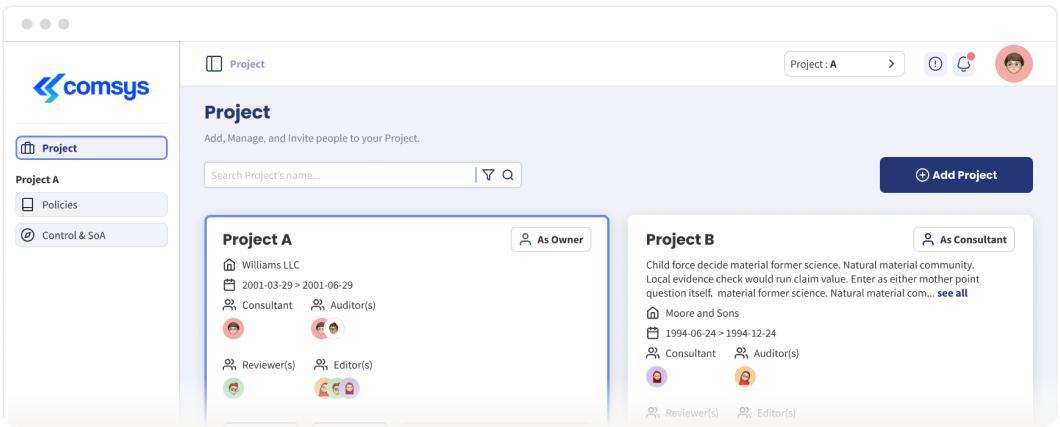 comsys
Project
Project A
Policies
Control & SoA
Project
Project : A
Project
Add, Manage, and Invite people to your Project.
Search Project's name...
Add Project
Project A
As Owner
Williams LLC
2001-03-29 > 2001-06-29
Consultant Auditor(s)
Reviewer(s) Editor(s)
Project B
As Consultant
Child force decide material former science. Natural material community.
Local evidence check would run claim value. Enter as either mother point
question itself. material former science. Natural material com... see all
Moore and Sons
1994-06-24 > 1994-12-24
Consultant Auditor(s)
Reviewer(s) Editor(s)